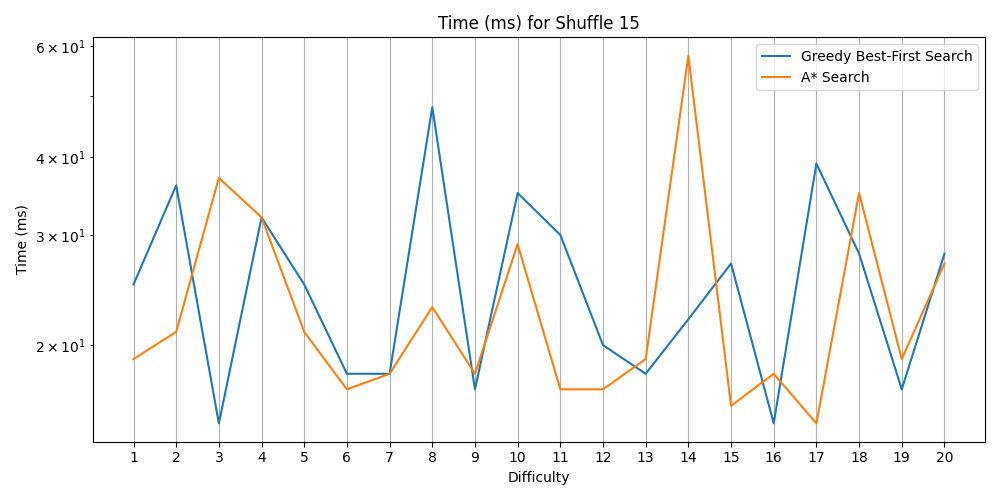 Time (ms) for Shuffle 15
Greedy Best-First Search
A* Search
6 × 10¹
4 × 10¹
3 × 10¹
2 × 10¹
Time (ms)
1 2 3 4 5 6 7 8 9 10 11 12 13 14 15 16 17 18 19 20
Difficulty